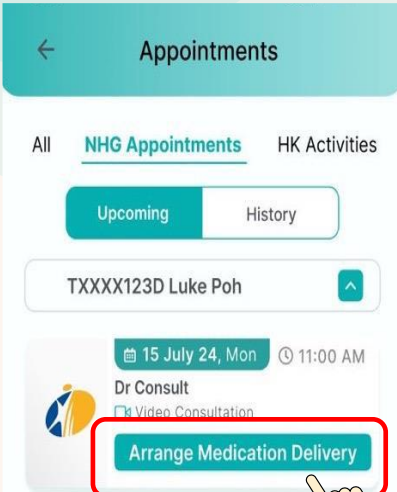 Appointments
All NHG Appointments HK Activities
Upcoming History
TXXXX123D Luke Poh
15 July 24, Mon 11:00 AM
Dr Consult
Video Consultation
Arrange Medication Delivery